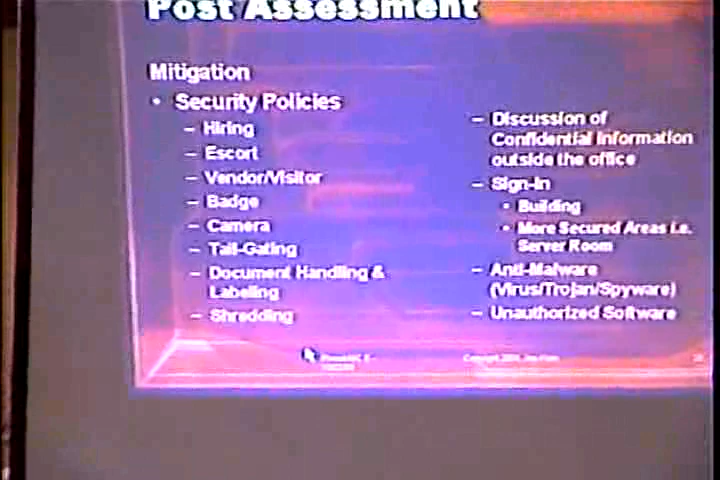 Post Assessment
Mitigation
• Security Policies
– Hiring
– Escort
– Vendor/Visitor
– Badge
– Camera
– Tail-Gating
– Document Handling &
Labeling
– Shredding
– Discussion of
Confidential Information
outside the office
– Sign-In
• Building
• More Secured Areas i.e.
Server Room
– Anti-Malware
(Virus/Trojan/Spyware)
– Unauthorized Software
Copyright